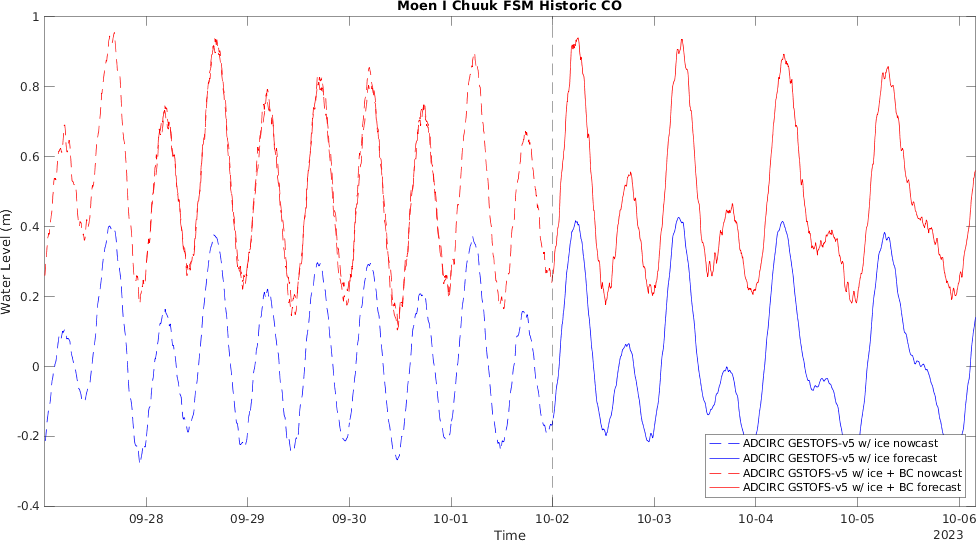 Moen I Chuuk FSM Historic CO
1
0.8
0.6
0.4
0.2
0
-0.2
-0.4
Water Level (m)
ADCIRC GESTOFS-v5 w/ ice nowcast
ADCIRC GESTOFS-v5 w/ ice forecast
ADCIRC GSTOFS-v5 w/ ice + BC nowcast
ADCIRC GSTOFS-v5 w/ ice + BC forecast
09-28 09-29 09-30 10-01 10-02 10-03 10-04 10-05 10-06
Time
2023